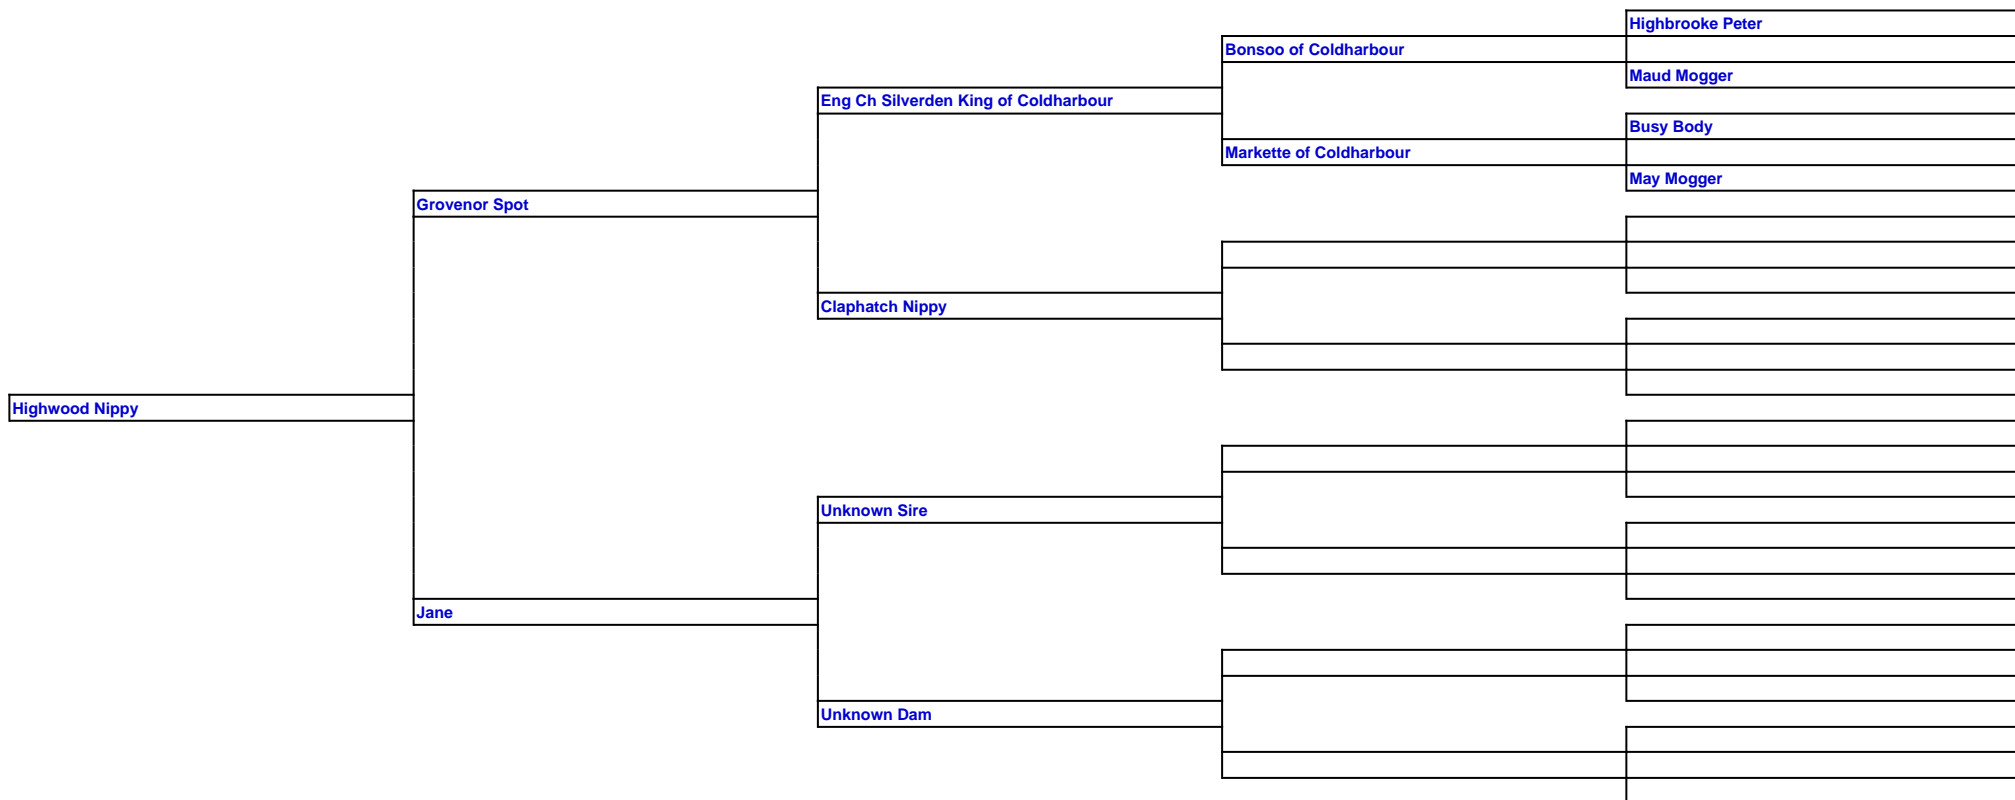 Highbrooke Peter
Bonsoo of Coldharbour
Maud Mogger
Eng Ch Silverden King of Coldharbour
Busy Body
Markette of Coldharbour
May Mogger
Grovenor Spot
Claphatch Nippy
Highwood Nippy
Unknown Sire
Jane
Unknown Dam